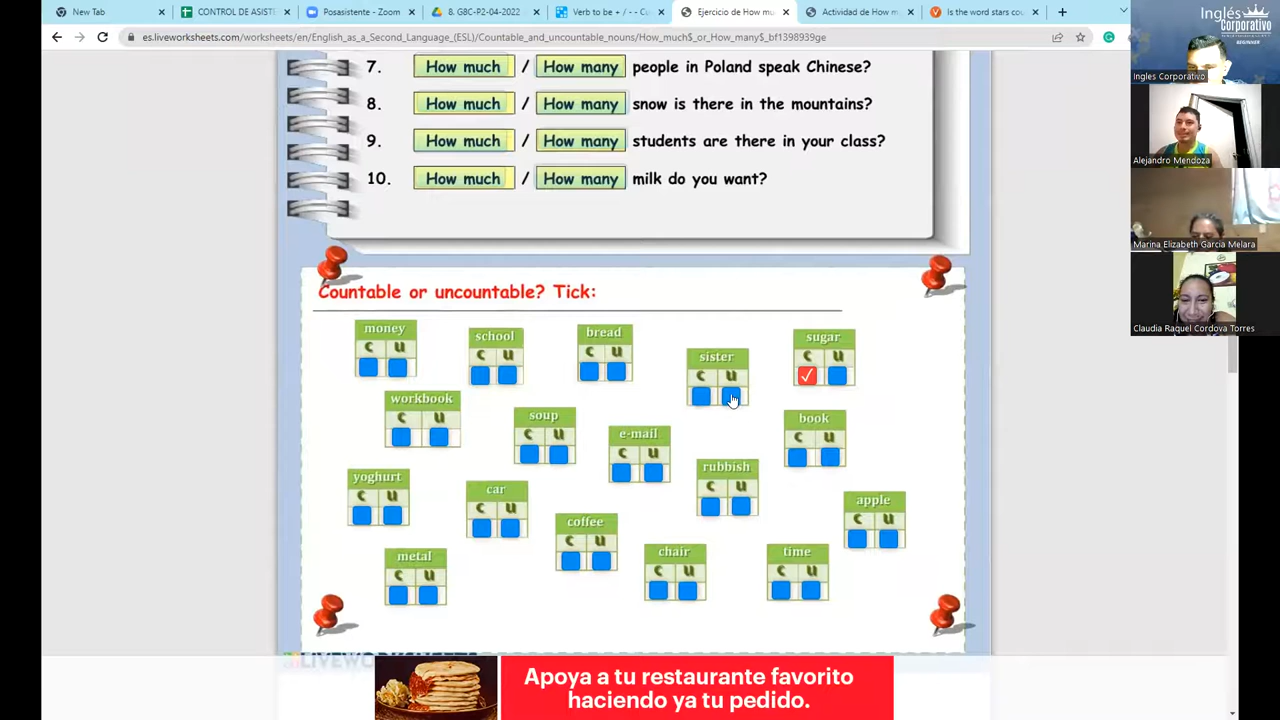 New Tab
CONTROL DE ASIST
Posasistente - Zoom
8. G8C-P2-04-2022
Verb to be + / - - Cu
Ejercicio de How mu
Actividad de How m
Is the word stars cou
es.liveworksheets.com/worksheets/en/English_as_a_Second_Language_(ESL)/Countable_and_uncountable_nouns/How_much$_or_How_many$_bf1398939ge
Inglés
Corporativo
BEGINNER
Ingles Corporativo
Alejandro Mendoza
Marina Elizabeth Garcia Melara
Claudia Raquel Cordova Torres
7. How much / How many people in Poland speak Chinese?
8. How much / How many snow is there in the mountains?
9. How much / How many students are there in your class?
10. How much / How many milk do you want?
Countable or uncountable? Tick:
money
c u
school
c u
bread
c u
sister
c u
sugar
c u
workbook
c u
soup
c u
e-mail
c u
book
c u
yoghurt
c u
car
c u
rubbish
c u
apple
c u
coffee
c u
metal
c u
chair
c u
time
c u
LIVEWORKSHEETS
Apoya a tu restaurante favorito
haciendo ya tu pedido.